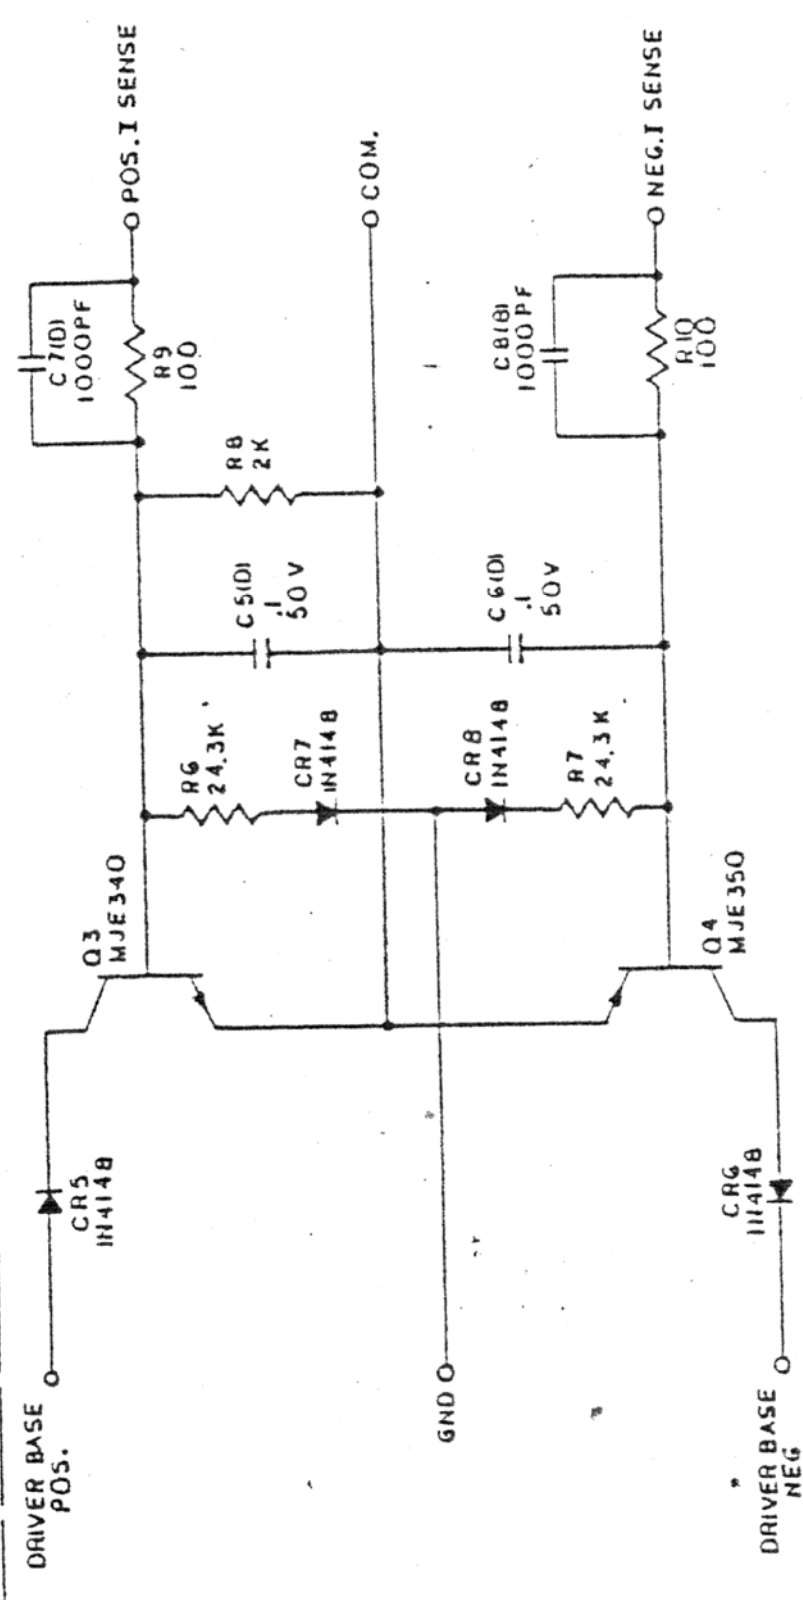 POS. I SENSE
C7(D)
1000PF
R9
100
COM.
NEG. I SENSE
C8(8)
1000PF
R10
100
R8
2K
C5(D)
.1
50V
C6(D)
.1
50V
R6
24.3K
CR7
1N4148
CR8
1N4148
R7
24.3K
Q3
MJE340
Q4
MJE350
CR5
1N4148
CR6
1N4148
DRIVER BASE
POS.
GND
DRIVER BASE
NEG